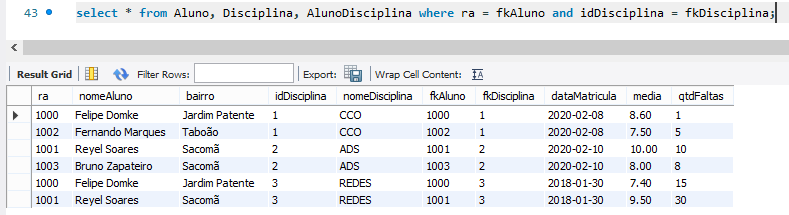 43 select * from Aluno, Disciplina, AlunoDisciplina where ra = fkAluno and idDisciplina = fkDisciplina;
Result Grid Filter Rows: Export: Wrap Cell Content: IA
ra nomeAluno bairro idDisciplina nomeDisciplina fkAluno fkDisciplina dataMatricula media qtdFaltas
1000 Felipe Domke Jardim Patente 1 CCO 1000 1 2020-02-08 8.60 1
1002 Fernando Marques Taboão 1 CCO 1002 1 2020-02-08 7.50 5
1001 Reyel Soares Sacomã 2 ADS 1001 2 2020-02-10 10.00 10
1003 Bruno Zapateiro Sacomã 2 ADS 1003 2 2020-02-10 8.00 8
1000 Felipe Domke Jardim Patente 3 REDES 1000 3 2018-01-30 7.40 15
1001 Reyel Soares Sacomã 3 REDES 1001 3 2018-01-30 9.50 30